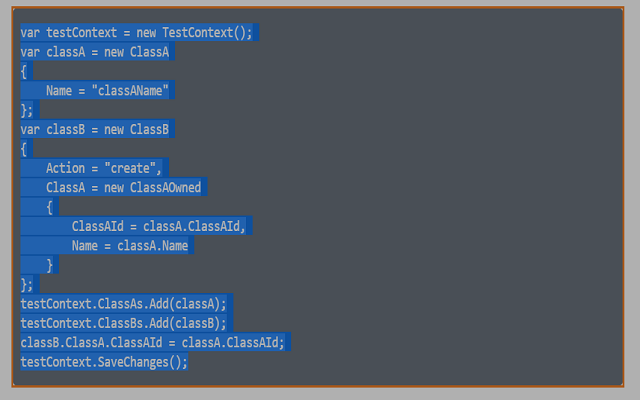 var testContext = new TestContext();
var classA = new ClassA
{
    Name = "classAName"
};
var classB = new ClassB
{
    Action = "create",
    ClassA = new ClassAOwned
    {
        ClassAId = classA.ClassAId,
        Name = classA.Name
    }
};
testContext.ClassAs.Add(classA);
testContext.ClassBs.Add(classB);
classB.ClassA.ClassAId = classA.ClassAId;
testContext.SaveChanges();